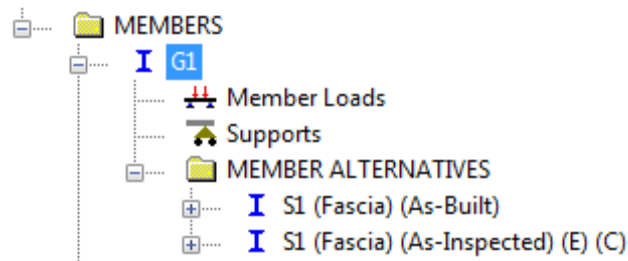 MEMBERS
G1
Member Loads
Supports
MEMBER ALTERNATIVES
S1 (Fascia) (As-Built)
S1 (Fascia) (As-Inspected) (E) (C)